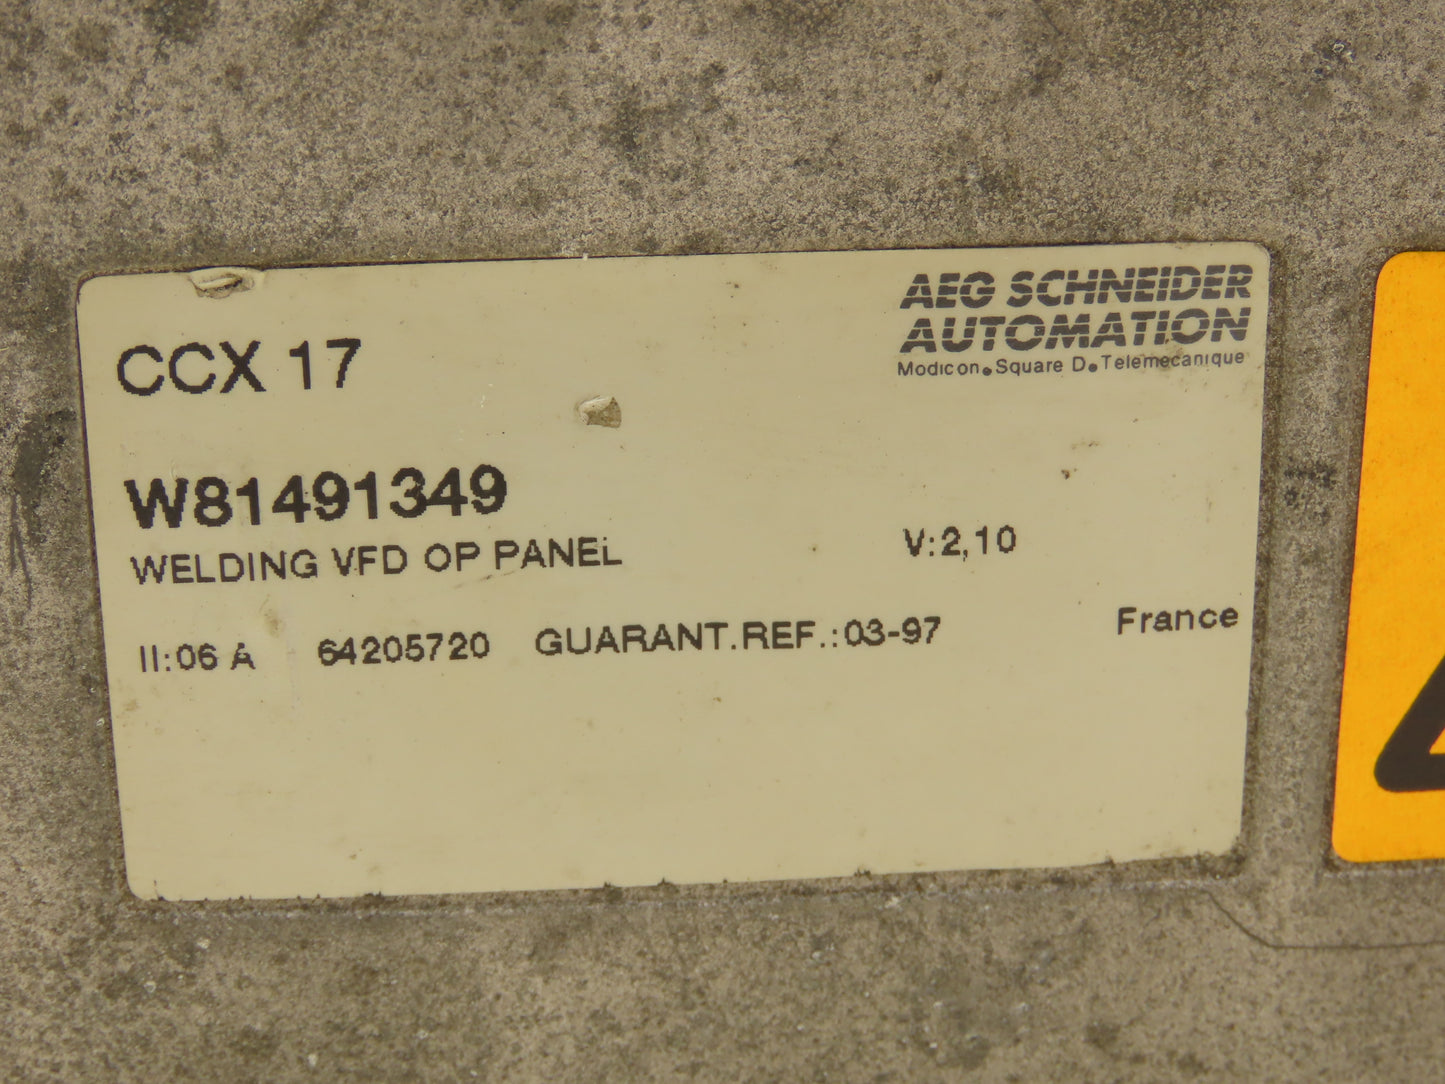 AEG SCHNEIDER
AUTOMATION
Modicon.Square D.Telemecanique
CCX 17
W81491349
WELDING VFD OP PANEL V:2,10
II:06 A 64205720 GUARANT.REF.:03-97 France